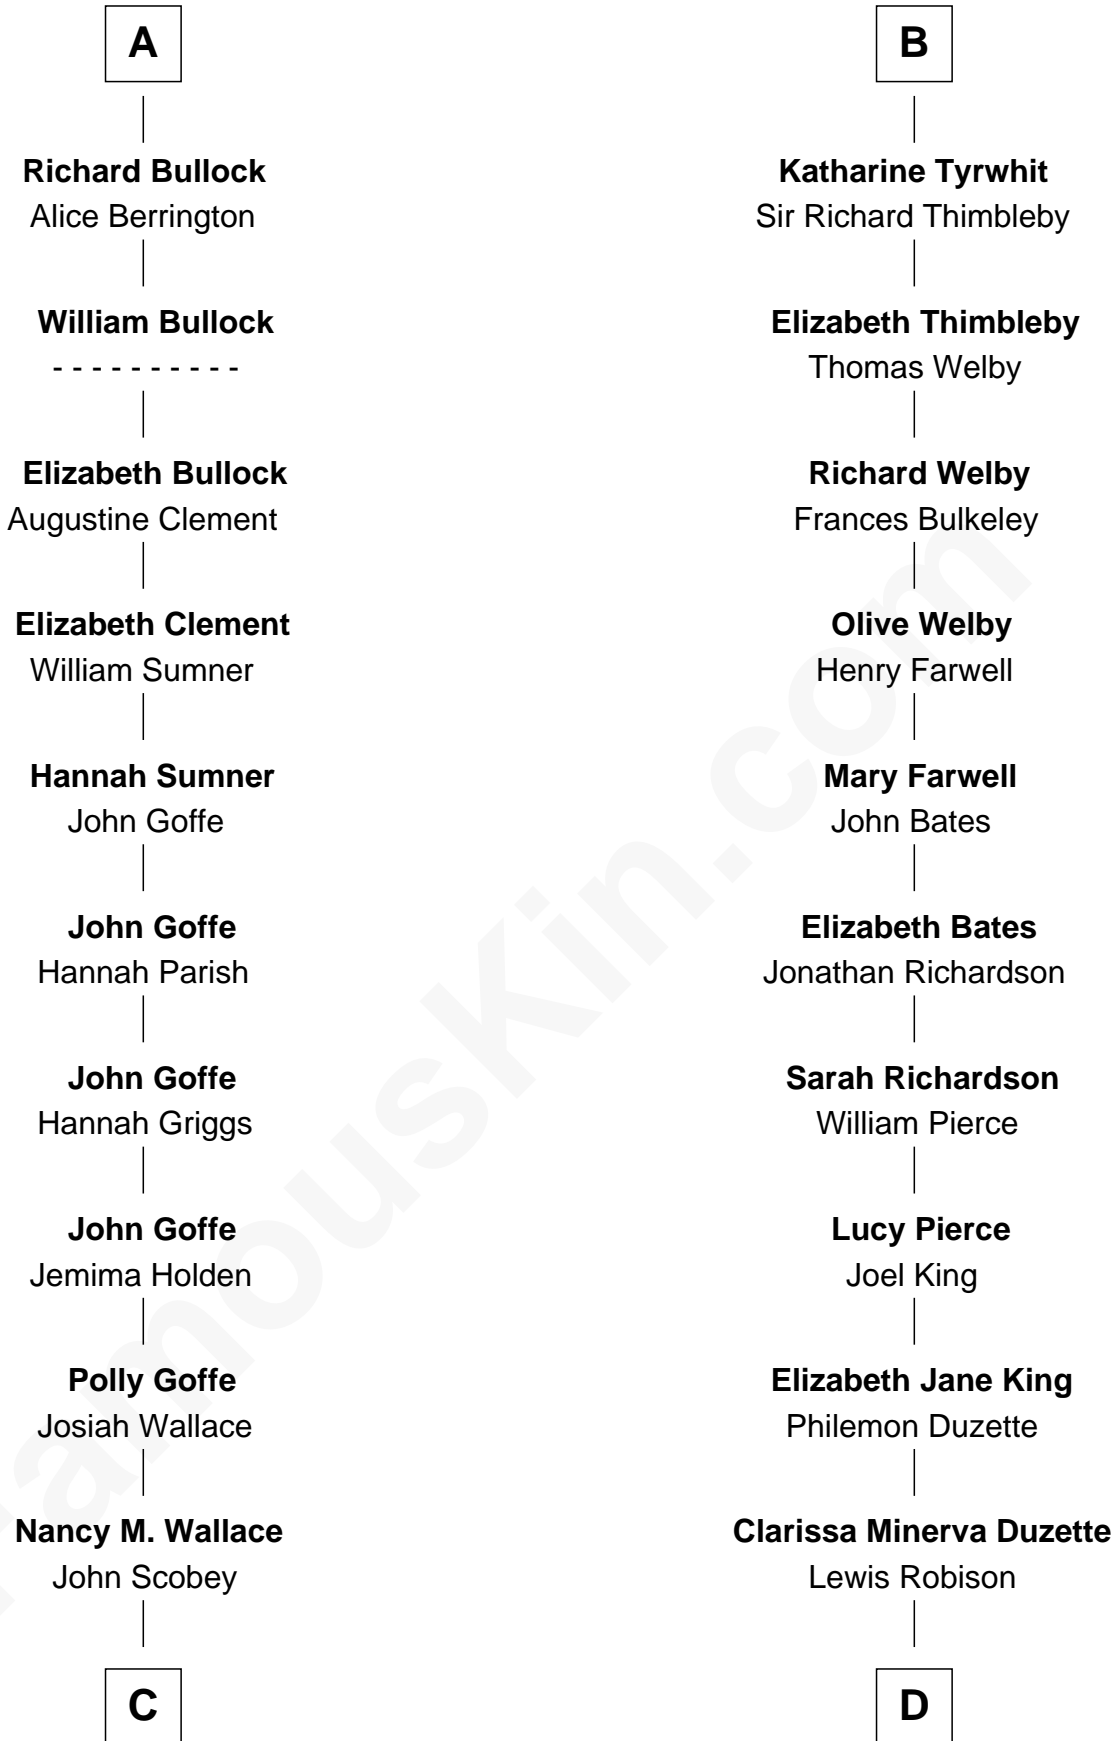 A
Richard Bullock
Alice Berrington
William Bullock
- - - - - - - - - -
Elizabeth Bullock
Augustine Clement
Elizabeth Clement
William Sumner
Hannah Sumner
John Goffe
John Goffe
Hannah Parish
John Goffe
Hannah Griggs
John Goffe
Jemima Holden
Polly Goffe
Josiah Wallace
Nancy M. Wallace
John Scobey
C
B
Katharine Tyrwhit
Sir Richard Thimbleby
Elizabeth Thimbleby
Thomas Welby
Richard Welby
Frances Bulkeley
Olive Welby
Henry Farwell
Mary Farwell
John Bates
Elizabeth Bates
Jonathan Richardson
Sarah Richardson
William Pierce
Lucy Pierce
Joel King
Elizabeth Jane King
Philemon Duzette
Clarissa Minerva Duzette
Lewis Robison
D
FamousKin.com